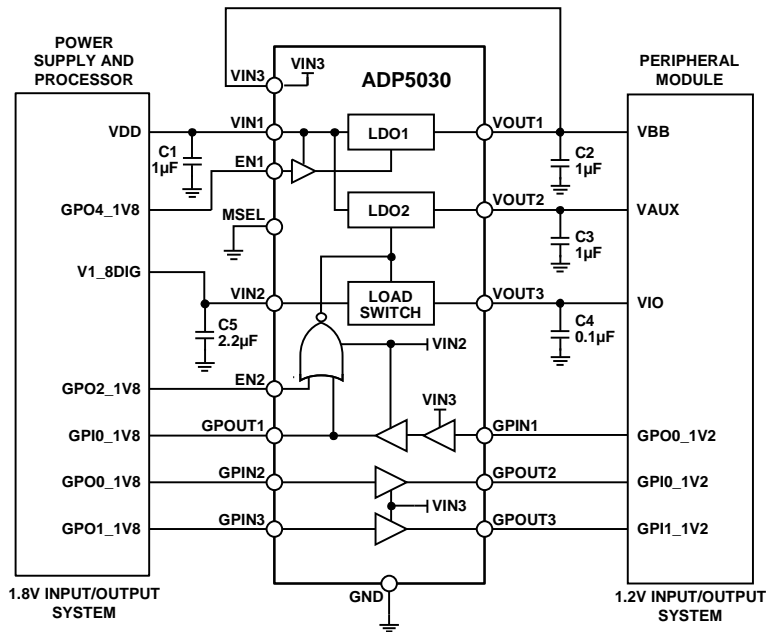 POWER
SUPPLY AND
PROCESSOR
VIN3
VIN3
ADP5030
PERIPHERAL
MODULE
VDD
VIN1
LDO1
VOUT1
VBB
C1
1µF
EN1
C2
1µF
GPO4_1V8
MSEL
LDO2
VOUT2
VAUX
C3
1µF
V1_8DIG
VIN2
LOAD
SWITCH
VOUT3
VIO
C5
2.2µF
C4
0.1µF
VIN2
GPO2_1V8
EN2
VIN3
GPI0_1V8
GPOUT1
GPIN1
GPO0_1V2
GPO0_1V8
GPIN2
GPOUT2
GPI0_1V2
VIN3
GPO1_1V8
GPIN3
GPOUT3
GPI1_1V2
GND
1.8V INPUT/OUTPUT
SYSTEM
1.2V INPUT/OUTPUT
SYSTEM